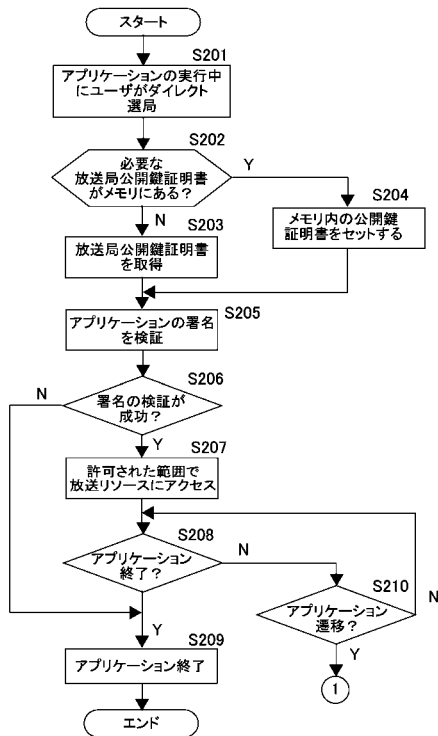 スタート
S201
アプリケーションの実行中
にユーザがダイレクト
選局
S202
必要な
放送局公開鍵証明書
がメモリにある？
Y
N
S203
放送局公開鍵証明書
を取得
S204
メモリ内の公開鍵
証明書をセットする
S205
アプリケーションの署名
を検証
S206
署名の検証が
成功？
N
Y
S207
許可された範囲で
放送リソースにアクセス
S208
アプリケーション
終了？
N
Y
S210
アプリケーション
遷移？
N
Y
1
S209
アプリケーション終了
エンド